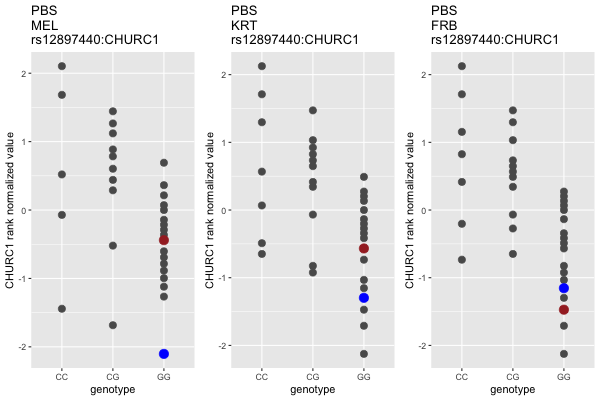 PBS
MEL
rs12897440:CHURC1
CHURC1 rank normalized value
2
1
0
-1
-2
CC
CG
GG
genotype
PBS
KRT
rs12897440:CHURC1
CHURC1 rank normalized value
2
1
0
-1
-2
CC
CG
GG
genotype
PBS
FRB
rs12897440:CHURC1
CHURC1 rank normalized value
2
1
0
-1
-2
CC
CG
GG
genotype